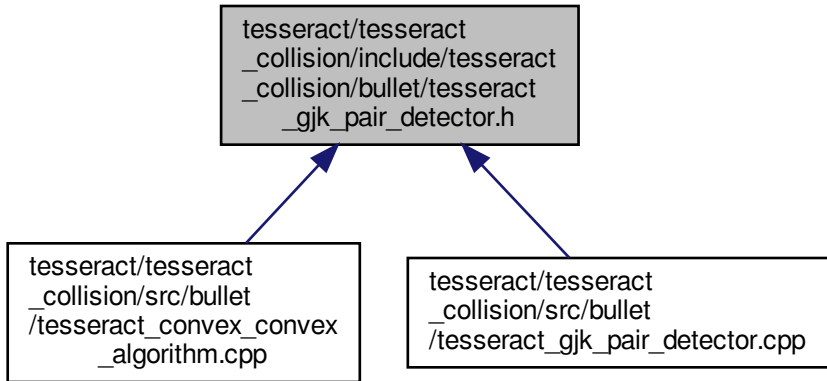 tesseract/tesseract
_collision/include/tesseract
_collision/bullet/tesseract
_gjk_pair_detector.h
tesseract/tesseract
_collision/src/bullet
/tesseract_convex_convex
_algorithm.cpp
tesseract/tesseract
_collision/src/bullet
/tesseract_gjk_pair_detector.cpp